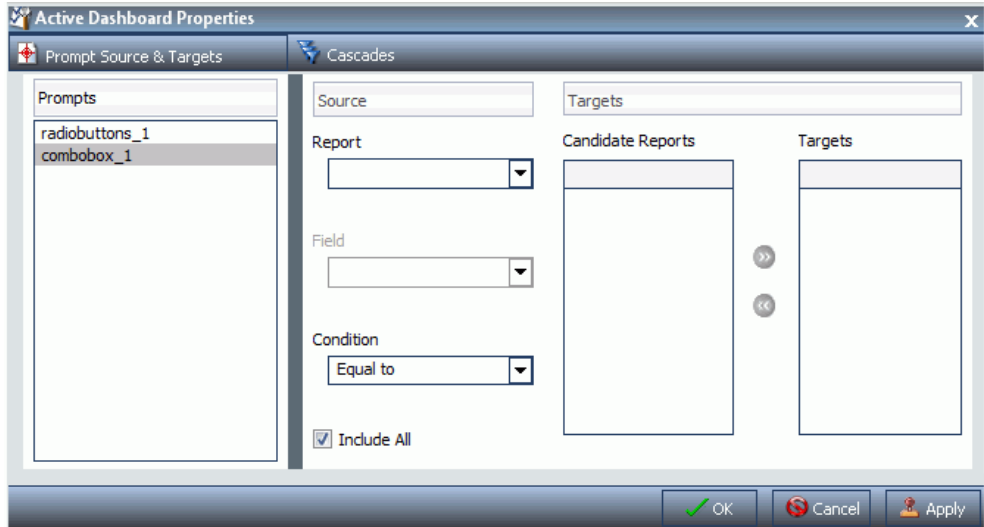 Active Dashboard Properties
x
Prompt Source & Targets
Cascades
Prompts
radiobuttons_1
combobox_1
Source
Targets
Report
Candidate Reports
Targets
Field
Condition
Equal to
Include All
OK
Cancel
Apply